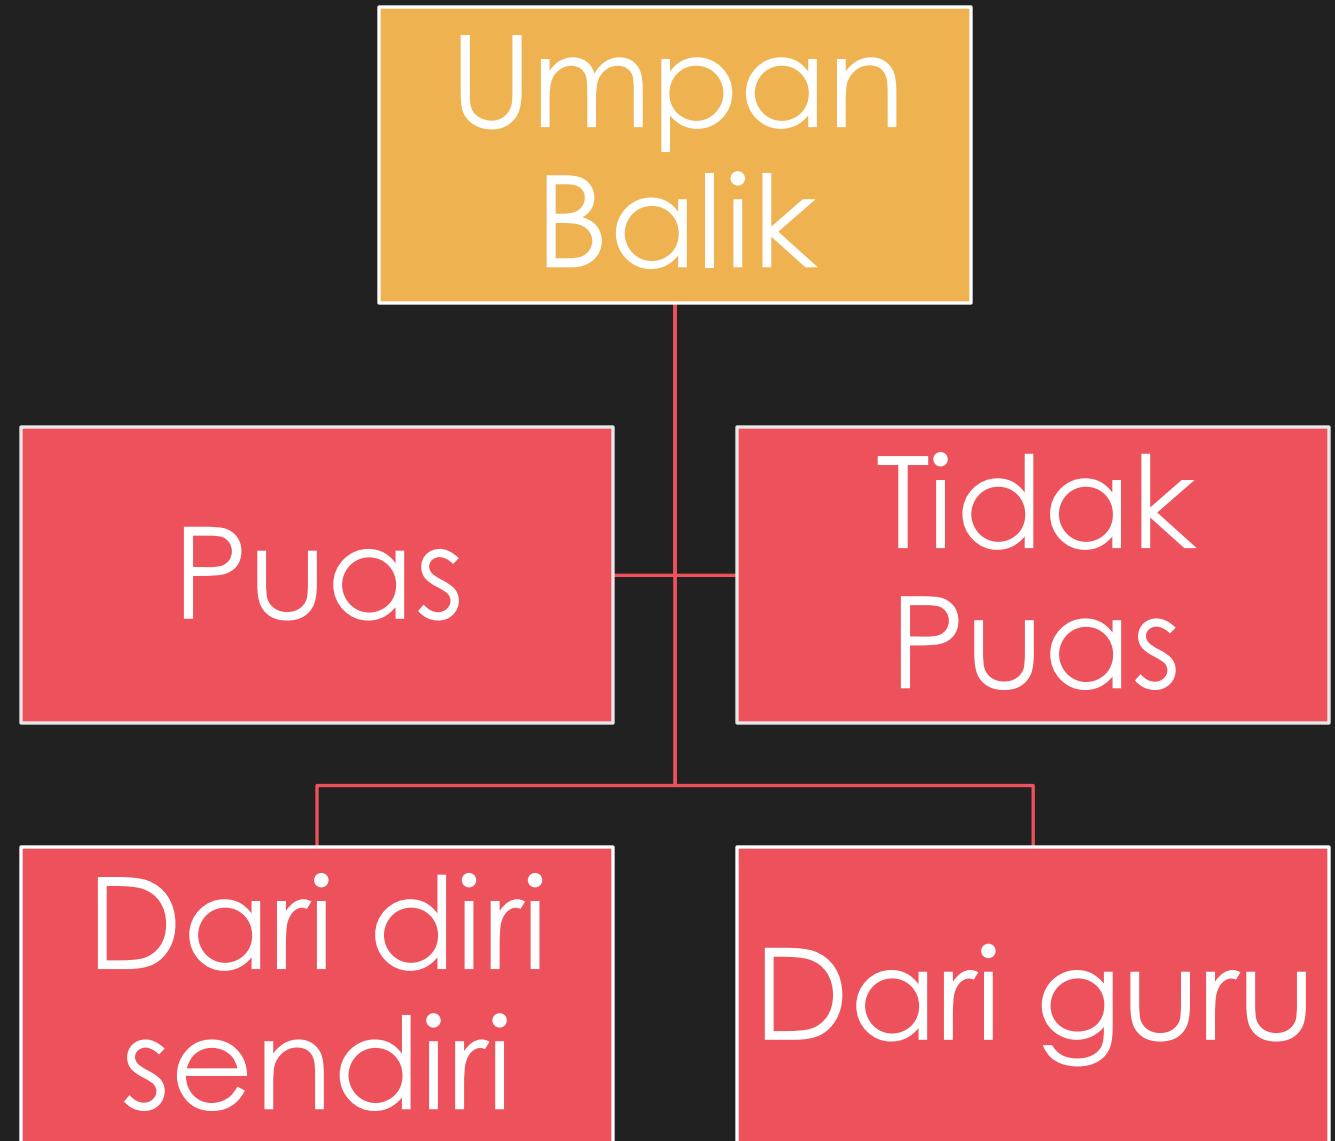 Umpan
Balik
Puas
Tidak
Puas
Dari diri
sendiri
Dari guru